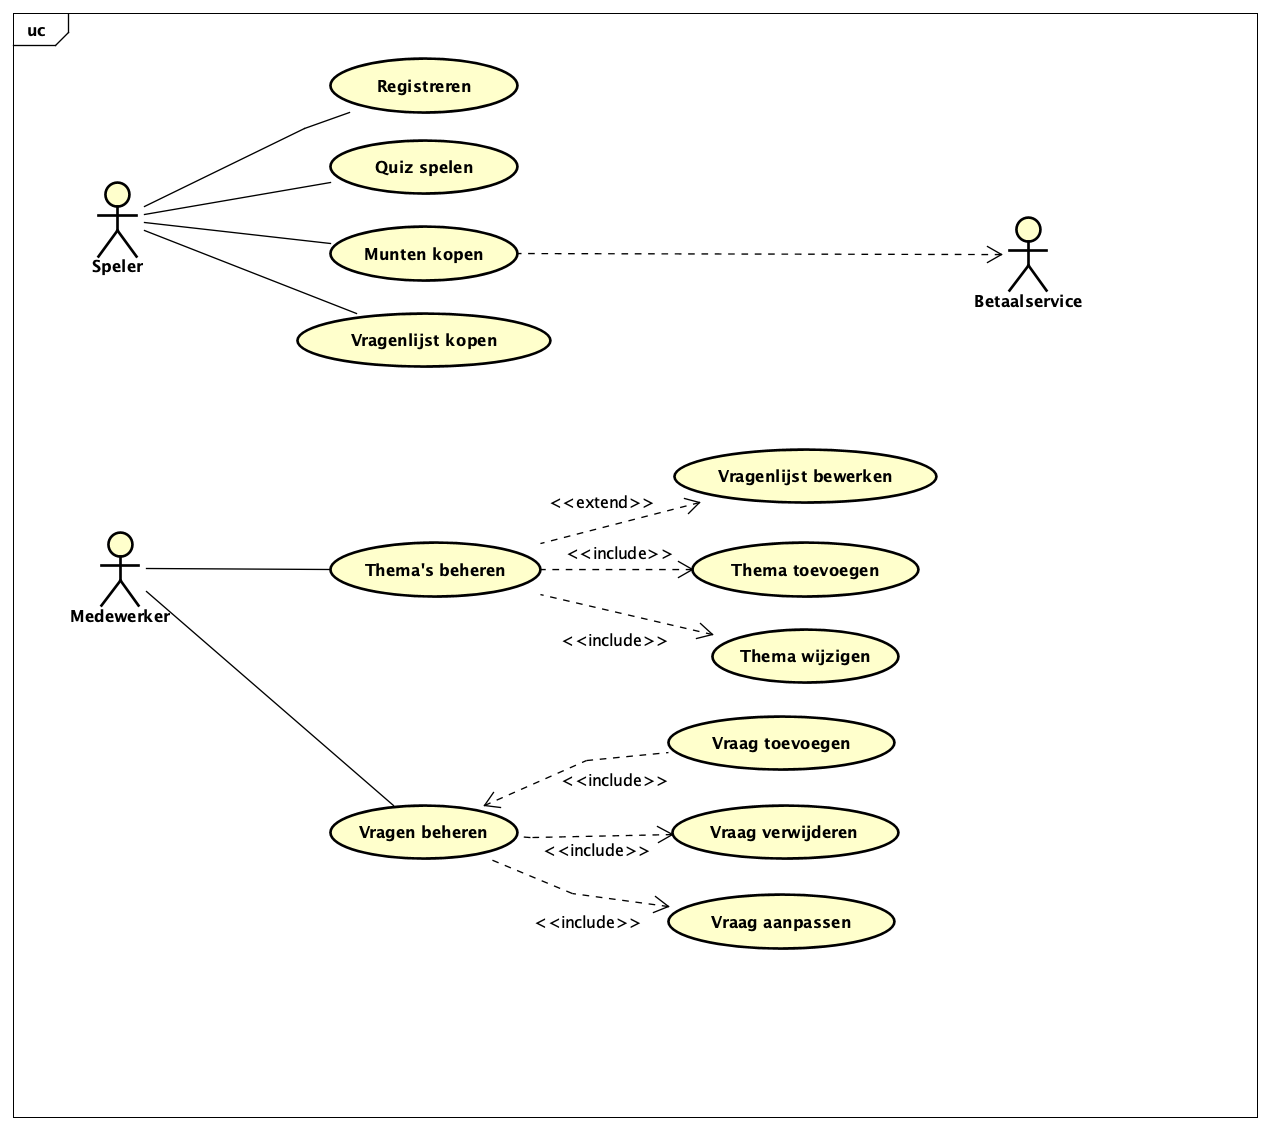 uc
Registreren
Quiz spelen
Speler
Munten kopen
Betaalservice
Vragenlijst kopen
Vragenlijst bewerken
<<extend>>
<<include>>
Thema's beheren
Thema toevoegen
Medewerker
<<include>>
Thema wijzigen
Vraag toevoegen
<<include>>
Vragen beheren
Vraag verwijderen
<<include>>
Vraag aanpassen
<<include>>